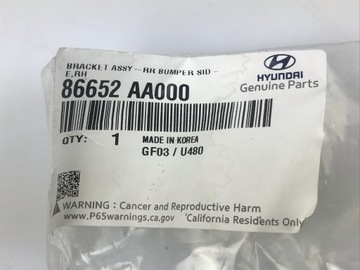 BRACKET ASSY-RR BUMPER SID-
E,RH
86652 AA000
HYUNDAI
Genuine Parts
QTY: 1 MADE IN KOREA
GF03 / U480
WARNING : Cancer and Reproductive Harm
www.P65warnings.ca.gov 'California Residents Only'